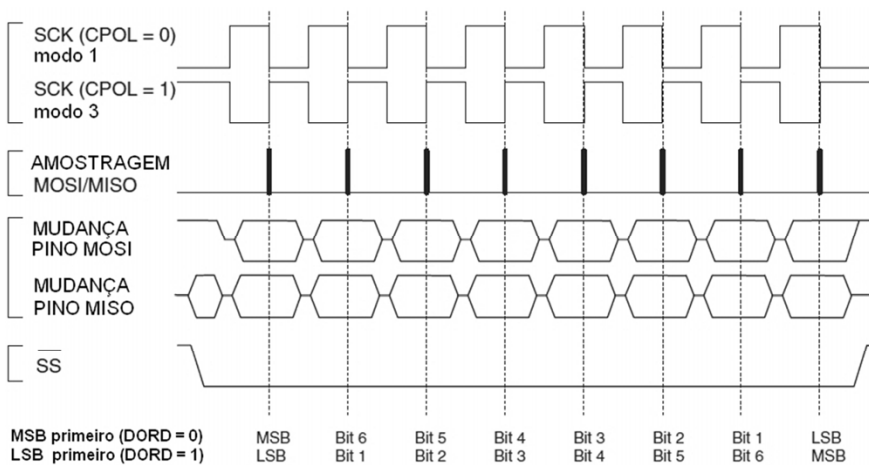 SCK (CPOL = 0)
modo 1
SCK (CPOL = 1)
modo 3
AMOSTRAGEM
MOSI/MISO
MUDANÇA
PINO MOSI
MUDANÇA
PINO MISO
SS
MSB primeiro (DORD = 0) MSB Bit 6 Bit 5 Bit 4 Bit 3 Bit 2 Bit 1 LSB
LSB primeiro (DORD = 1) LSB Bit 1 Bit 2 Bit 3 Bit 4 Bit 5 Bit 6 MSB